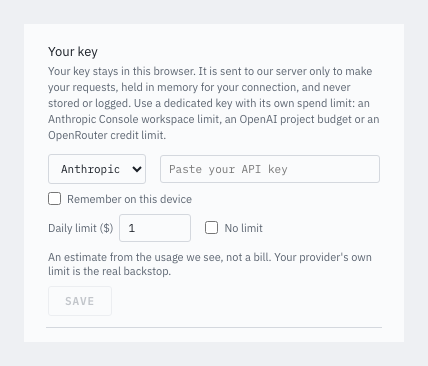 Your key
Your key stays in this browser. It is sent to our server only to make
your requests, held in memory for your connection, and never
stored or logged. Use a dedicated key with its own spend limit: an
Anthropic Console workspace limit, an OpenAI project budget or an
OpenRouter credit limit.
Anthropic Paste your API key
Remember on this device
Daily limit ($) 1 No limit
An estimate from the usage we see, not a bill. Your provider's own
limit is the real backstop.
SAVE